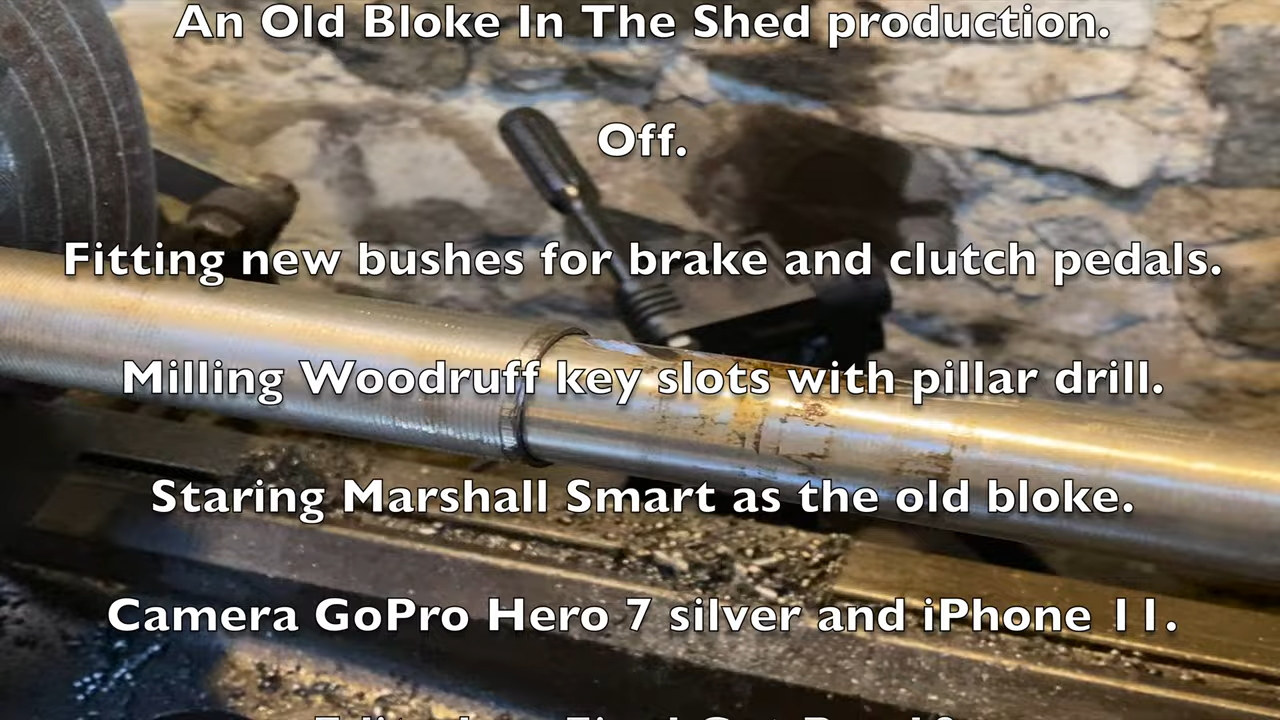 An Old Bloke In The Shed production.
Off.
Fitting new bushes for brake and clutch pedals.
Milling Woodruff key slots with pillar drill.
Staring Marshall Smart as the old bloke.
Camera GoPro Hero 7 silver and iPhone 11.